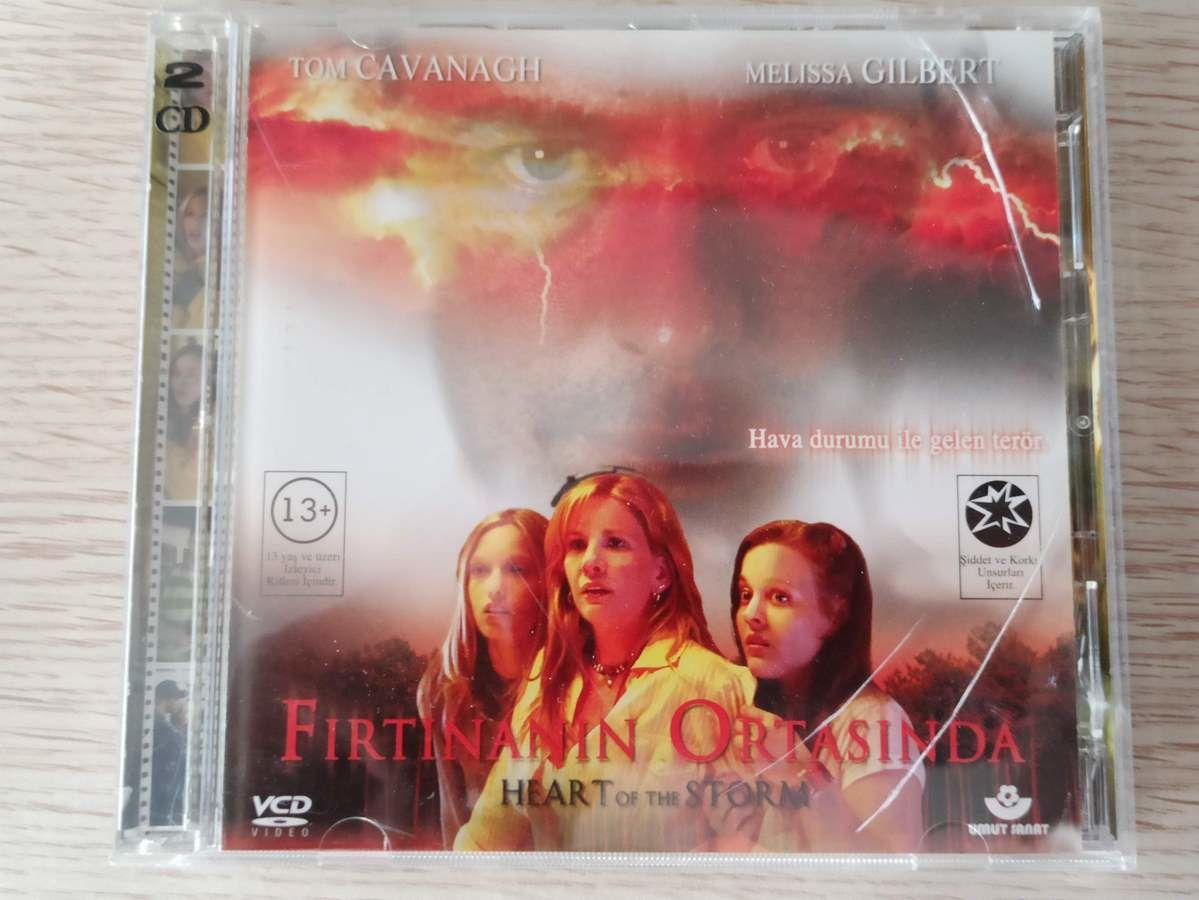 2
CD
TOM CAVANAGH
MELISSA GILBERT
Hava durumu ile gelen terör
13+
13 yaş ve üzeri
İzleyici
Kitlesi İçindir
Şiddet ve Korku
Unsurları
İçerir
FIRTINANIN ORTASINDA
HEART OF THE STORM
VCD
VIDEO
UMUT SANAT